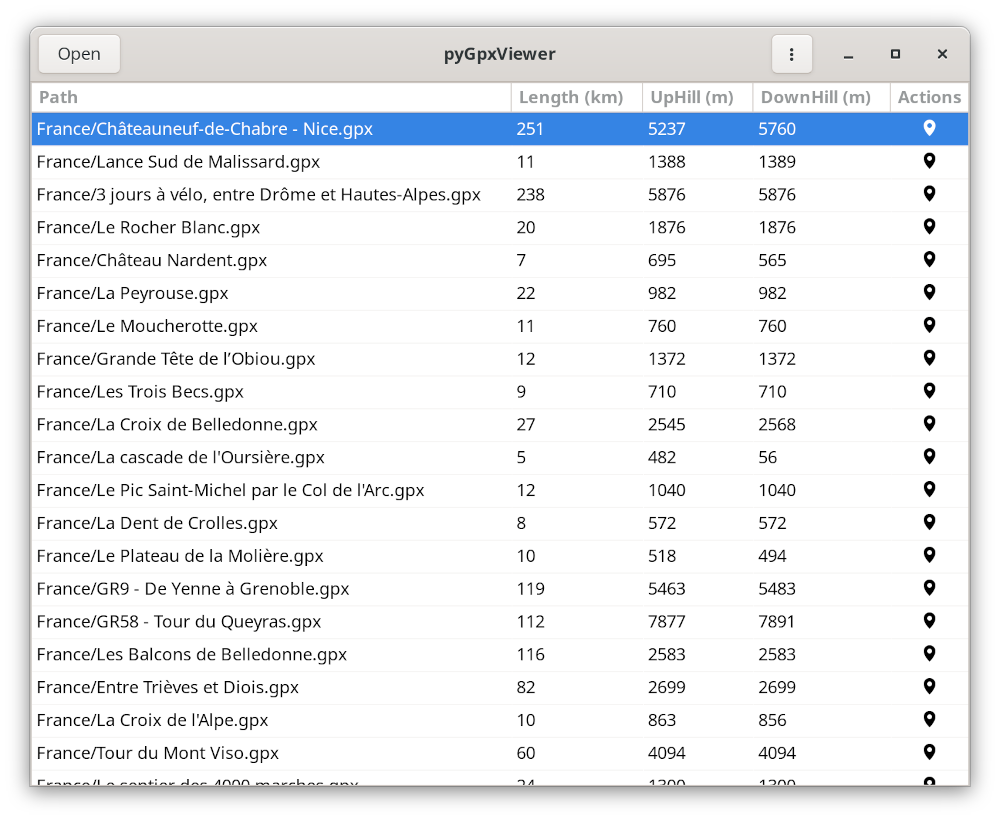 Open pyGpxViewer
Path Length (km) UpHill (m) DownHill (m) Actions
France/Châteauneuf-de-Chabre - Nice.gpx 251 5237 5760
France/Lance Sud de Malissard.gpx 11 1388 1389
France/3 jours à vélo, entre Drôme et Hautes-Alpes.gpx 238 5876 5876
France/Le Rocher Blanc.gpx 20 1876 1876
France/Château Nardent.gpx 7 695 565
France/La Peyrouse.gpx 22 982 982
France/Le Moucherotte.gpx 11 760 760
France/Grande Tête de l’Obiou.gpx 12 1372 1372
France/Les Trois Becs.gpx 9 710 710
France/La Croix de Belledonne.gpx 27 2545 2568
France/La cascade de l'Oursière.gpx 5 482 56
France/Le Pic Saint-Michel par le Col de l'Arc.gpx 12 1040 1040
France/La Dent de Crolles.gpx 8 572 572
France/Le Plateau de la Molière.gpx 10 518 494
France/GR9 - De Yenne à Grenoble.gpx 119 5463 5483
France/GR58 - Tour du Queyras.gpx 112 7877 7891
France/Les Balcons de Belledonne.gpx 116 2583 2583
France/Entre Trièves et Diois.gpx 82 2699 2699
France/La Croix de l'Alpe.gpx 10 863 856
France/Tour du Mont Viso.gpx 60 4094 4094
France/Le sentier des 4000 marches.gpx